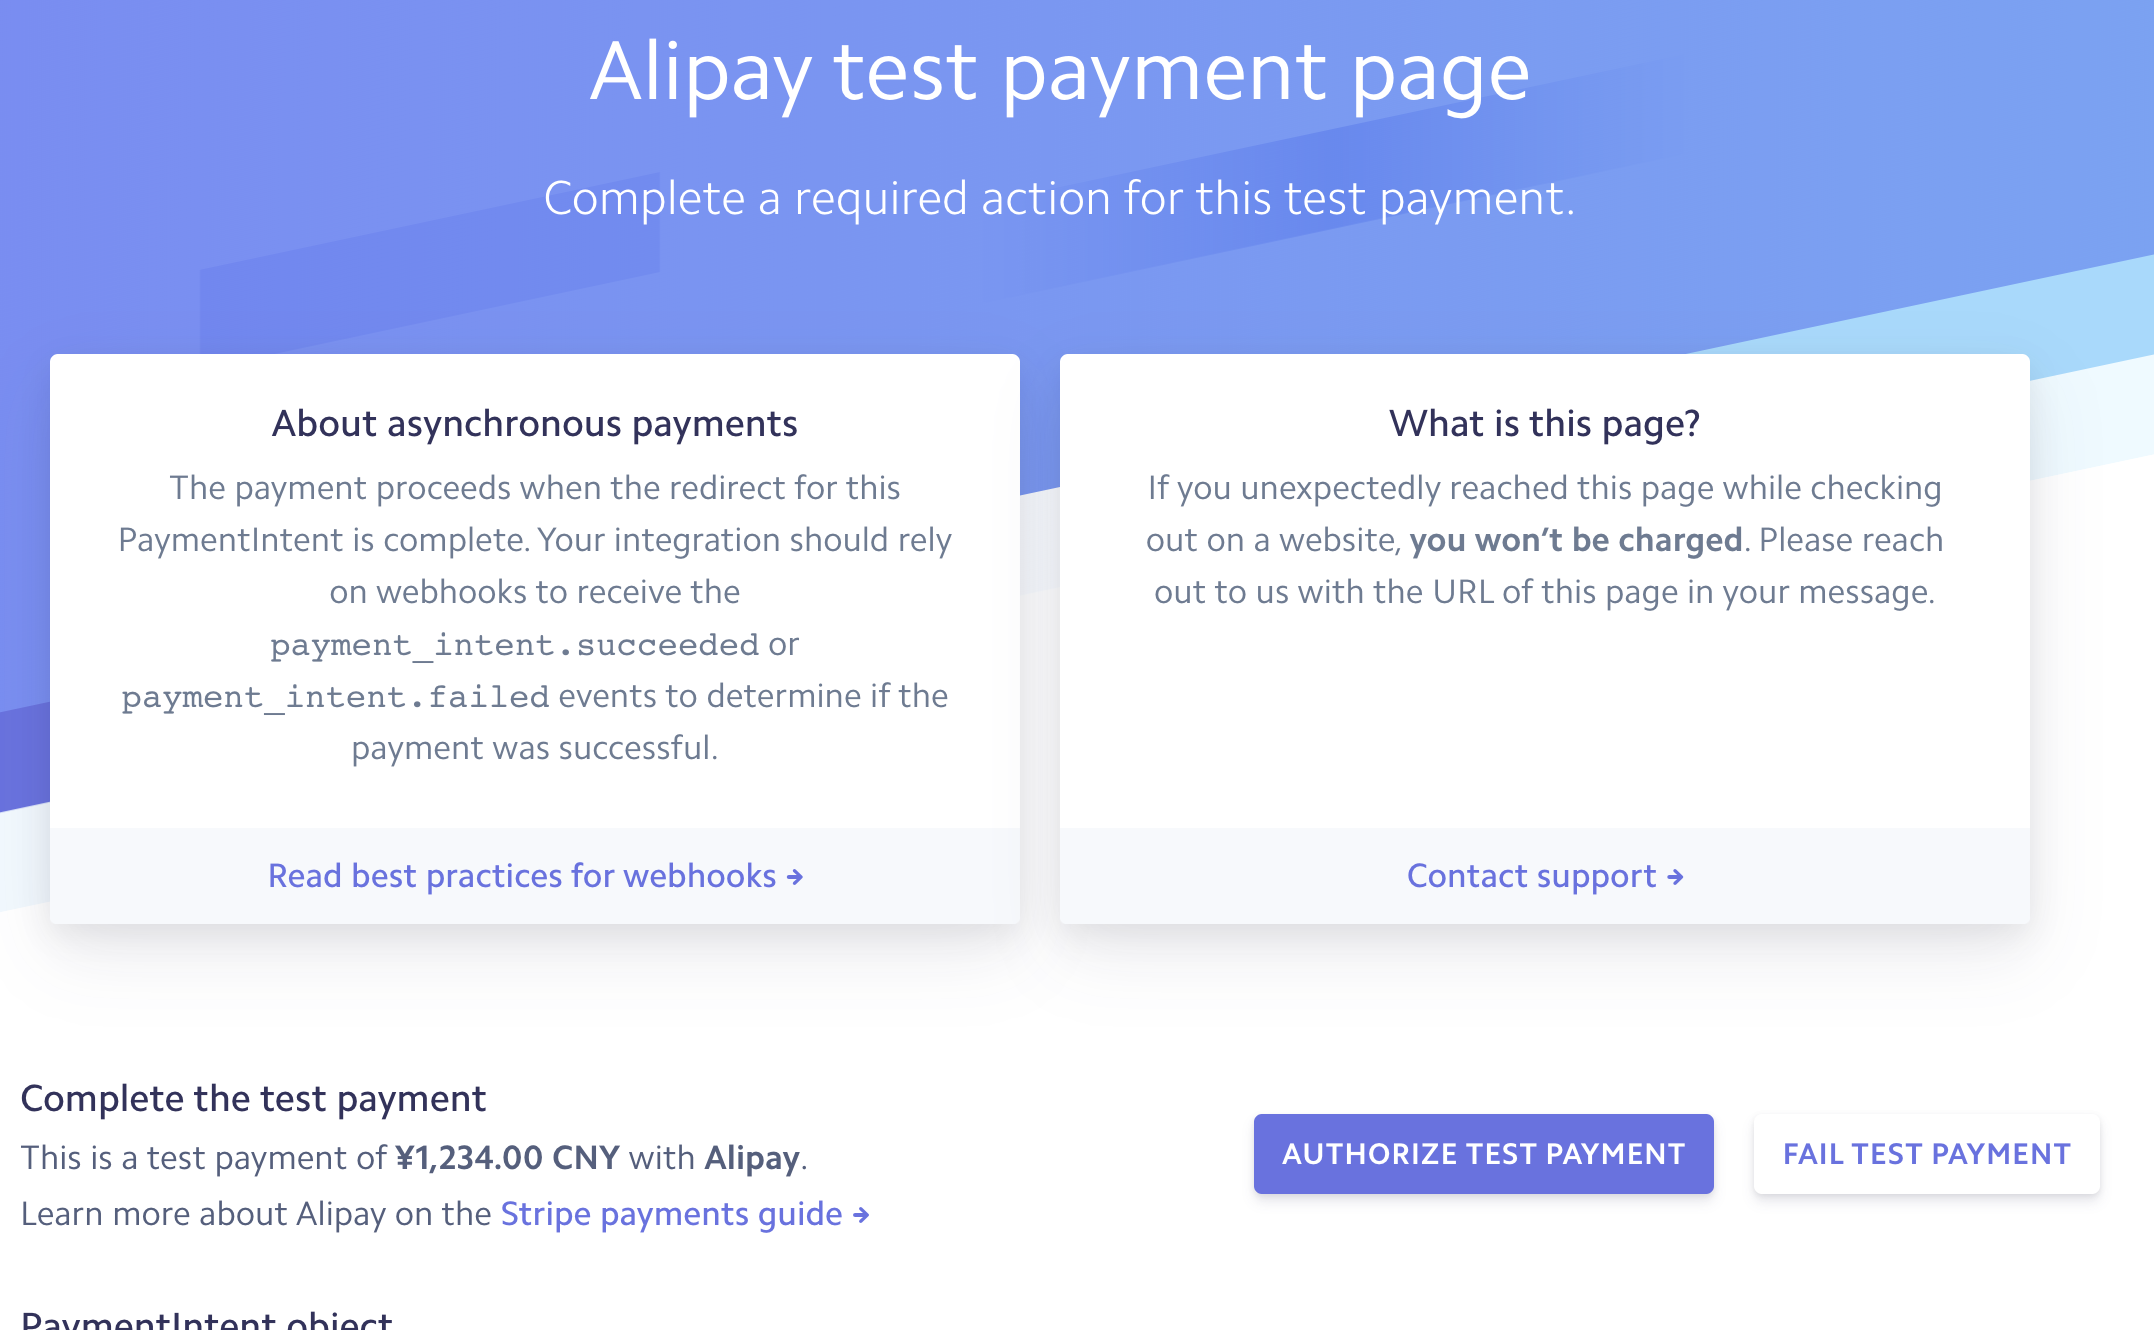 Alipay test payment page
Complete a required action for this test payment.
About asynchronous payments
The payment proceeds when the redirect for this
PaymentIntent is complete. Your integration should rely
on webhooks to receive the
payment_intent.succeeded or
payment_intent.failed events to determine if the
payment was successful.
Read best practices for webhooks →
What is this page?
If you unexpectedly reached this page while checking
out on a website, you won’t be charged. Please reach
out to us with the URL of this page in your message.
Contact support →
Complete the test payment
This is a test payment of ¥1,234.00 CNY with Alipay.
Learn more about Alipay on the Stripe payments guide →
AUTHORIZE TEST PAYMENT
FAIL TEST PAYMENT
PaymentIntent object